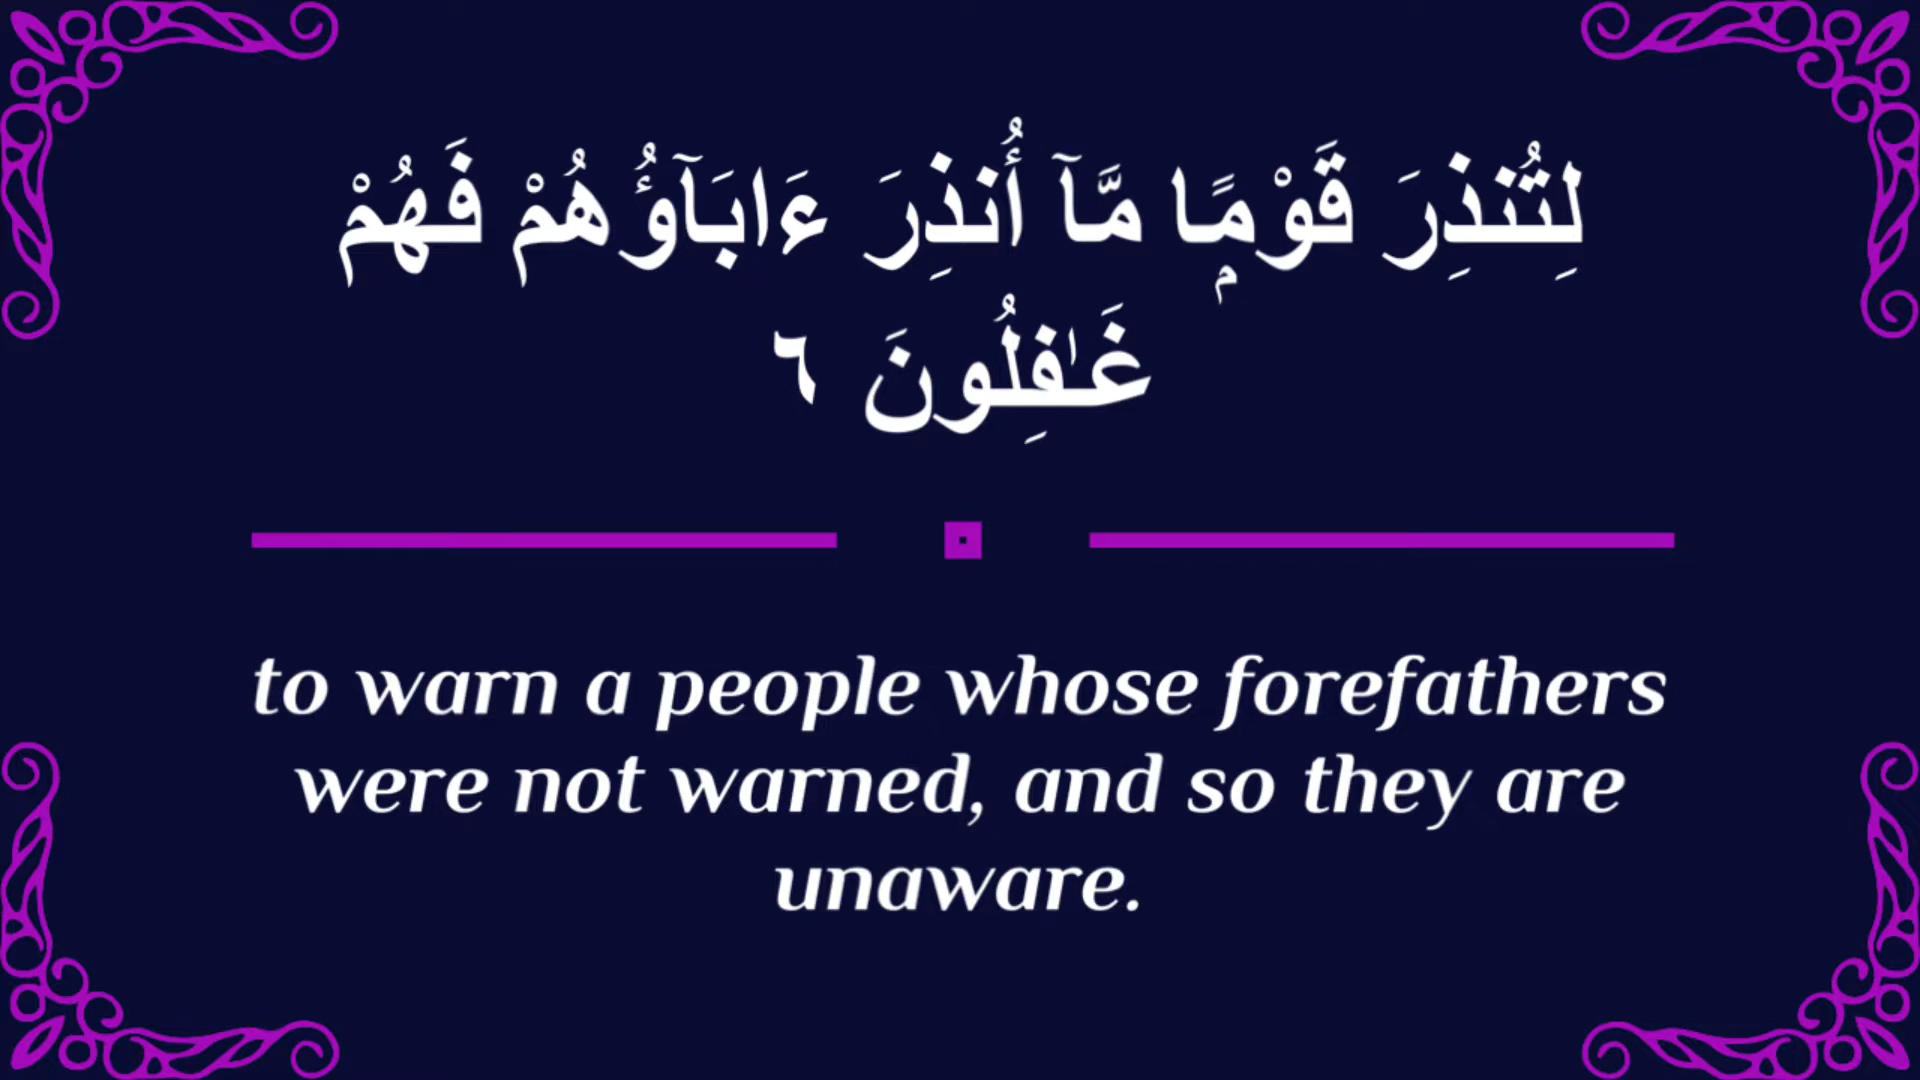 لِتُنذِرَ قَوْمًۭا مَّآ أُنذِرَ ءَابَآؤُهُمْ فَهُمْ
غَـٰفِلُونَ ٦
to warn a people whose forefathers
were not warned, and so they are
unaware.